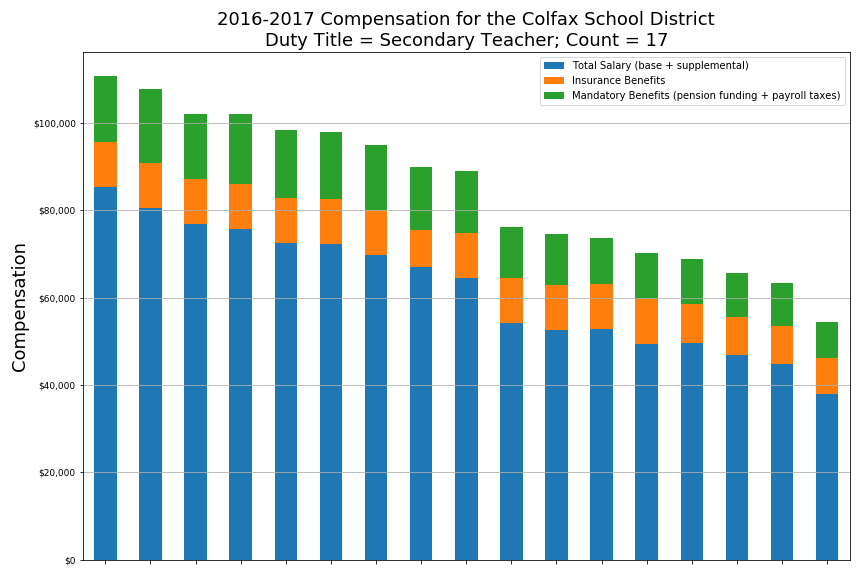 2016-2017 Compensation for the Colfax School District
Duty Title = Secondary Teacher; Count = 17
Total Salary (base + supplemental)
Insurance Benefits
Mandatory Benefits (pension funding + payroll taxes)
Compensation
$100,000
$80,000
$60,000
$40,000
$20,000
$0